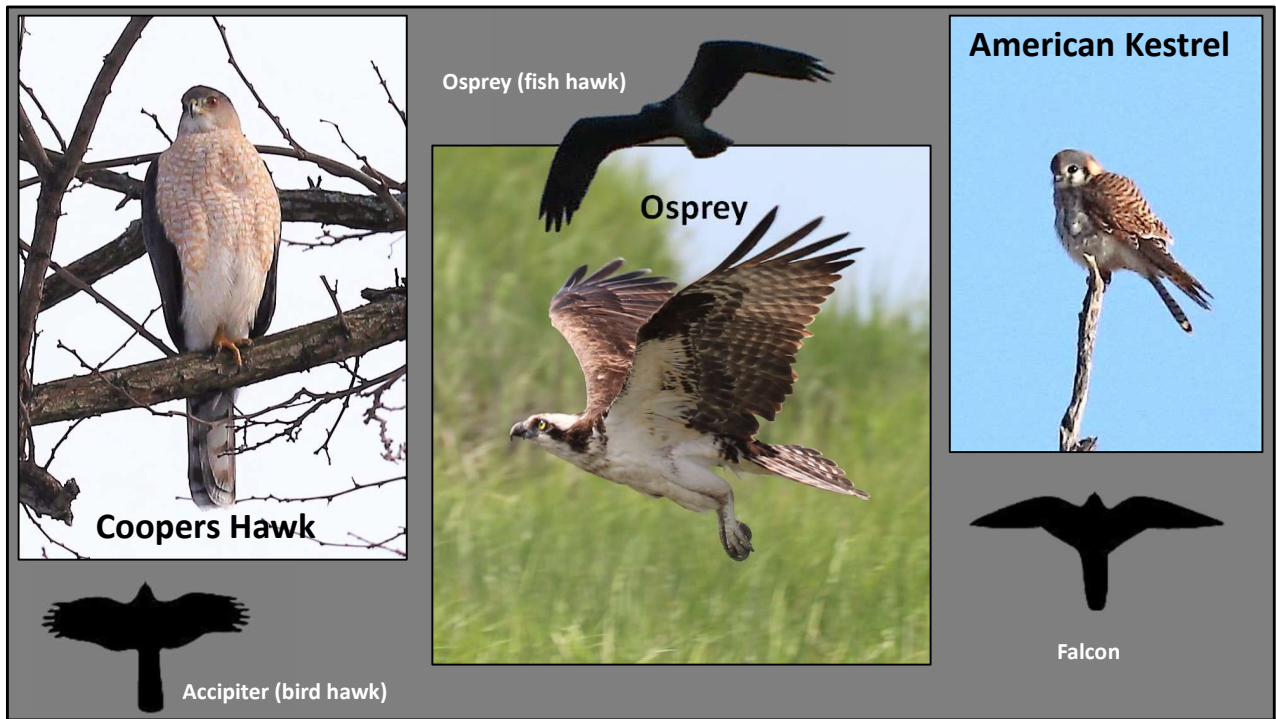 Coopers Hawk
Accipiter (bird hawk)
Osprey (fish hawk)
Osprey
American Kestrel
Falcon